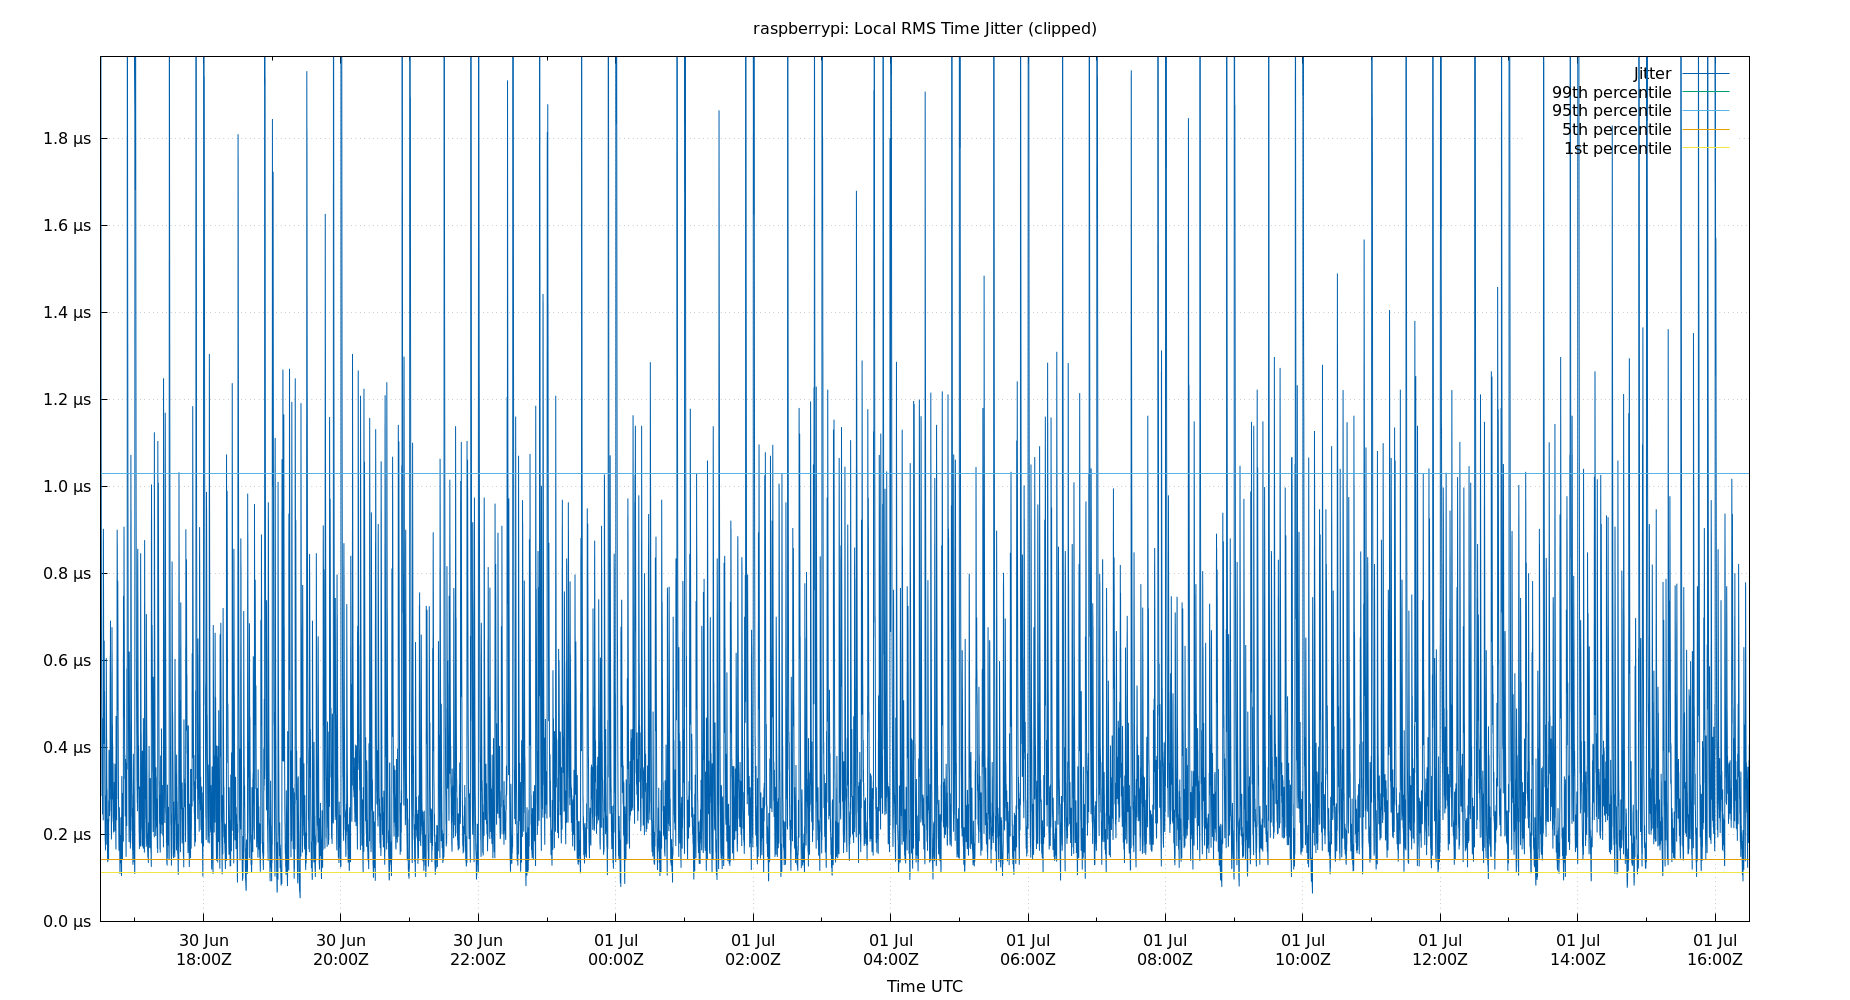 raspberrypi: Local RMS Time Jitter (clipped)
Jitter
99th percentile
95th percentile
5th percentile
1st percentile
1.8 μs
1.6 μs
1.4 μs
1.2 μs
1.0 μs
0.8 μs
0.6 μs
0.4 μs
0.2 μs
0.0 μs
30 Jun 30 Jun 30 Jun 01 Jul 01 Jul 01 Jul 01 Jul 01 Jul 01 Jul 01 Jul 01 Jul 01 Jul
18:00Z 20:00Z 22:00Z 00:00Z 02:00Z 04:00Z 06:00Z 08:00Z 10:00Z 12:00Z 14:00Z 16:00Z
Time UTC